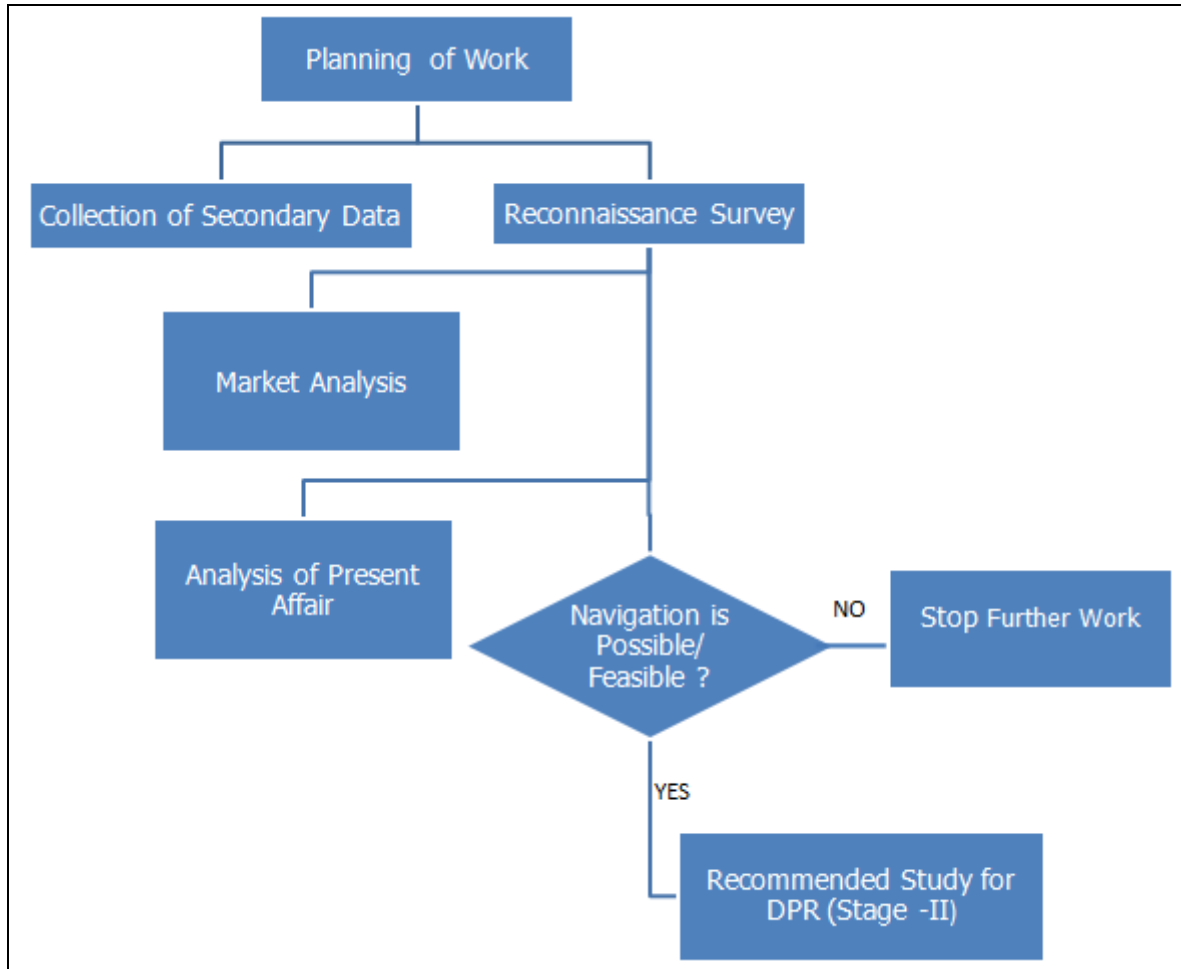 Planning of Work
Collection of Secondary Data
Reconnaissance Survey
Market Analysis
Analysis of Present
Affair
Navigation is
Possible/
Feasible ?
NO
Stop Further Work
YES
Recommended Study for
DPR (Stage -II)